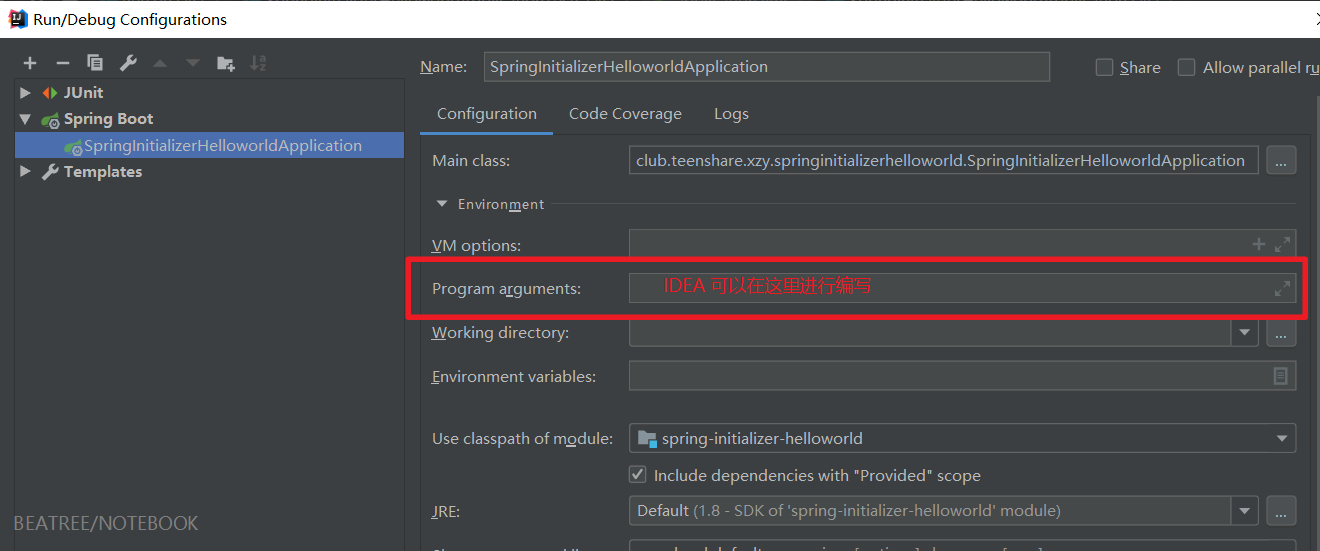 Run/Debug Configurations
Name: SpringInitializerHelloworldApplication Share Allow parallel ru
JUnit
Spring Boot
SpringInitializerHelloworldApplication
Templates
Configuration Code Coverage Logs
Main class: club.teenshare.xzy.springinitializerhelloworld.SpringInitializerHelloworldApplication ...
Environment
VM options:
Program arguments: IDEA 可以在这里进行编写
Working directory: ...
Environment variables:
Use classpath of module: spring-initializer-helloworld
Include dependencies with "Provided" scope
JRE: Default (1.8 - SDK of 'spring-initializer-helloworld' module) ...
BEATREE/NOTEBOOK